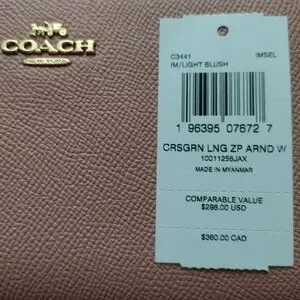 COACH
NEW YORK
C3441 IMSEL
IM/LIGHT BLUSH
1 96395 07672 7
CRSGRN LNG ZP ARND W
10011256JAX
MADE IN MYANMAR
COMPARABLE VALUE
$298.00 USD
$360.00 CAD